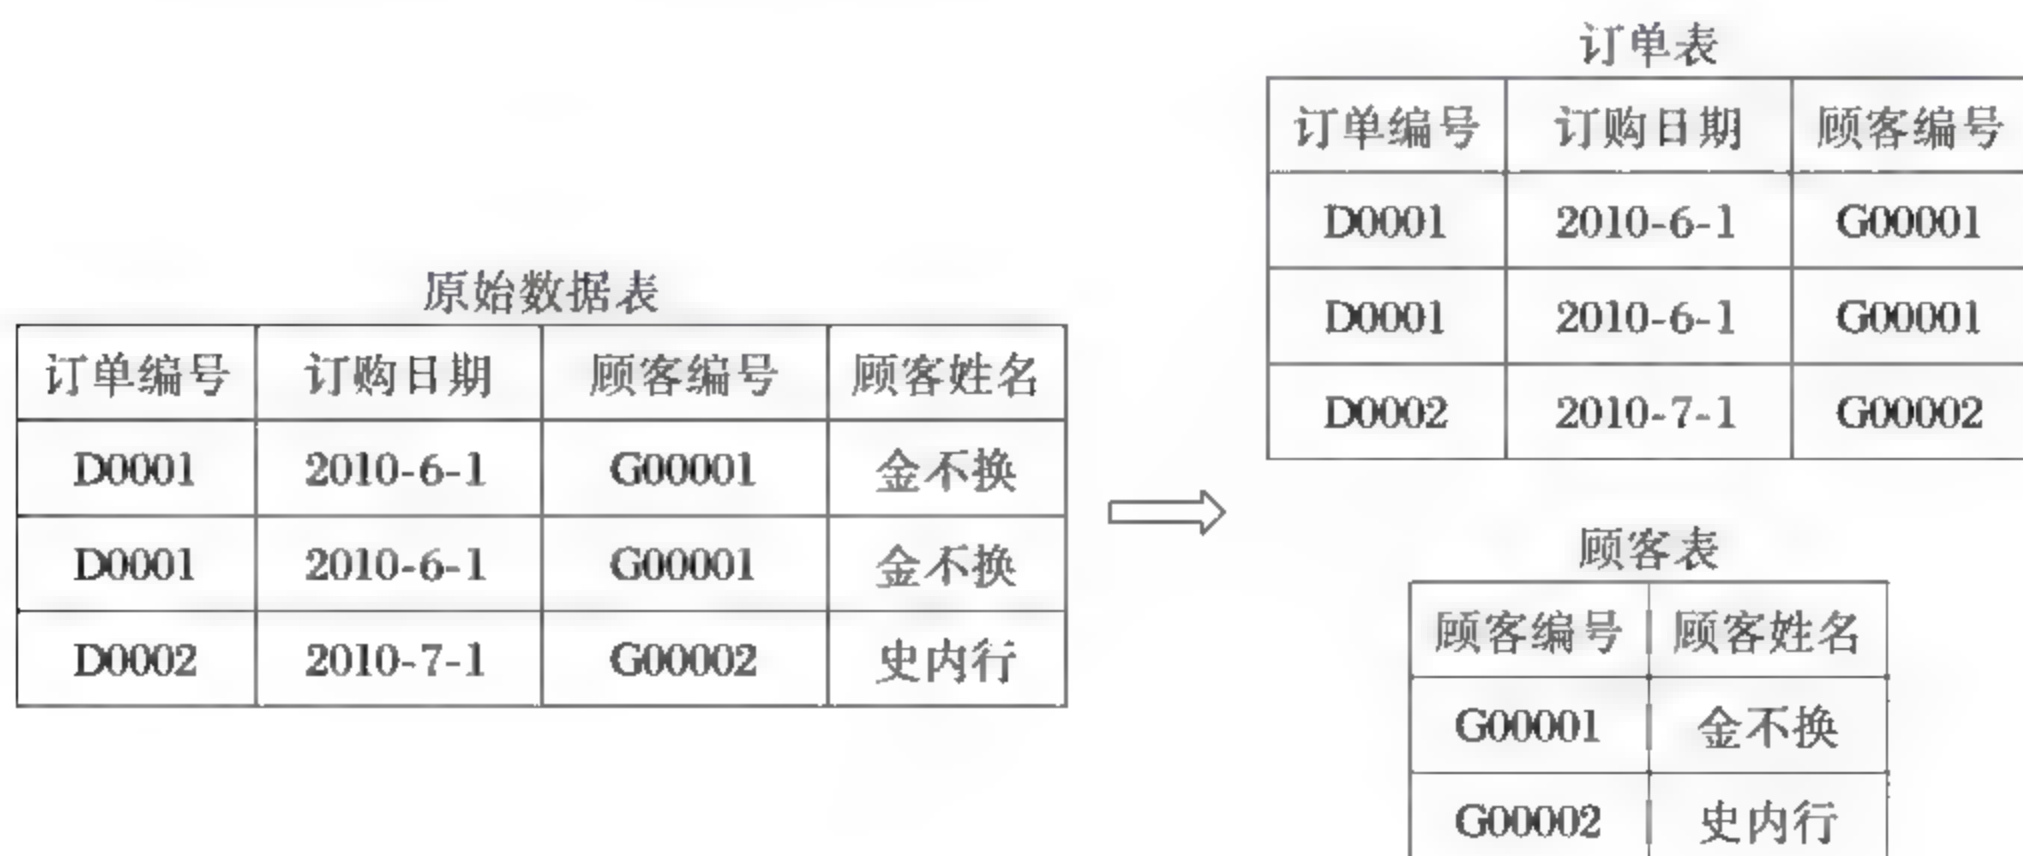 原始数据表
订单编号 订购日期 顾客编号 顾客姓名
D0001 2010-6-1 G00001 金不换
D0001 2010-6-1 G00001 金不换
D0002 2010-7-1 G00002 史内行
订单表
订单编号 订购日期 顾客编号
D0001 2010-6-1 G00001
D0001 2010-6-1 G00001
D0002 2010-7-1 G00002
顾客表
顾客编号 顾客姓名
G00001 金不换
G00002 史内行